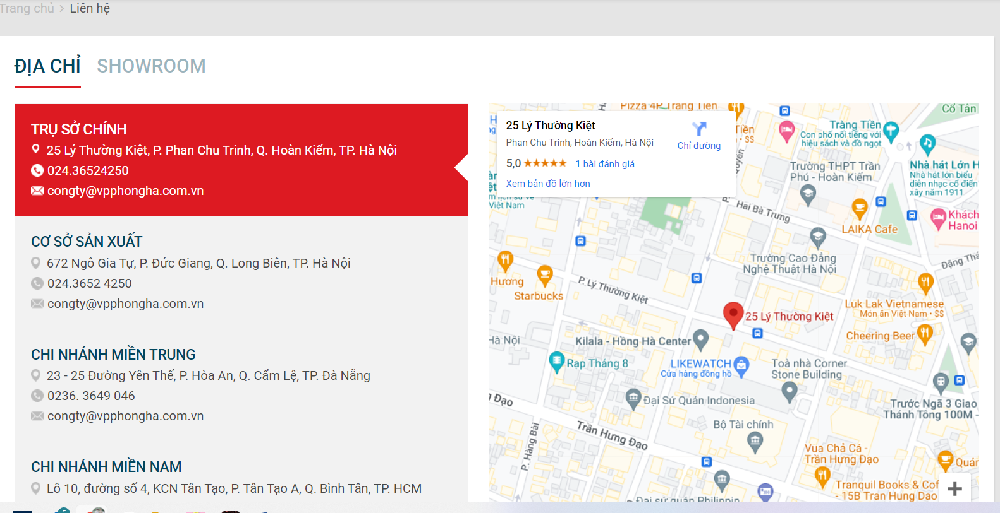 Trang chủ > Liên hệ
ĐỊA CHỈ SHOWROOM
TRỤ SỞ CHÍNH
25 Lý Thường Kiệt, P. Phan Chu Trinh, Q. Hoàn Kiếm, TP. Hà Nội
024.36524250
congty@vpphongha.com.vn
CƠ SỞ SẢN XUẤT
672 Ngô Gia Tự, P. Đức Giang, Q. Long Biên, TP. Hà Nội
024.3652 4250
congty@vpphongha.com.vn
CHI NHÁNH MIỀN TRUNG
23 - 25 Đường Yên Thế, P. Hòa An, Q. Cẩm Lệ, TP. Đà Nẵng
0236. 3649 046
congty@vpphongha.com.vn
CHI NHÁNH MIỀN NAM
Lô 10, đường số 4, KCN Tân Tạo, P. Tân Tạo A, Q. Bình Tân, TP. HCM
25 Lý Thường Kiệt
Phan Chu Trinh, Hoàn Kiếm, Hà Nội
5,0
1 bài đánh giá
Xem bản đồ lớn hơn
Chỉ đường
Pizza 4P Tràng Tiền
Tiền
• $$
Cổ Tân
Tràng Tiền
Con phố nổi tiếng với
hiệu sách và đồ ngọt
Trường THPT Trần
Phú - Hoàn Kiếm
Nhà hát Lớn H
Nhà hát lớn biểu
diễn nhạc cổ điển
xây năm 1911
Việt Nam
Hai Bà Trung
LAIKA Cafe
Khách
Hanoi
Trường Cao Đẳng
Nghệ Thuật Hà Nội
Đặng Thá
Hương
Starbucks
P. Lý Thường Kiệt
Luk Lak Vietnamese
Món ăn Việt Nam • $$
25 Lý Thường Kiệt
Cheering Beer
Hà Nội
Kilala - Hồng Hà Center
Rạp Tháng 8
LIKEWATCH
Cửa hàng đồng hồ
Toà nhà Corner
Stone Building
g Đạo
Đại Sứ Quán Indonesia
Trước Ngã 3 Giao
Thánh Tông 100M -
Bộ Tài chính
Trần Hưng Đạo
P. Hàng Bài
Vua Chả Cá -
Trần Hưng Đạo
Quán
Tranquil Books & Cof
- 15B Tran Hung Dao
Đại sứ quán Philippin